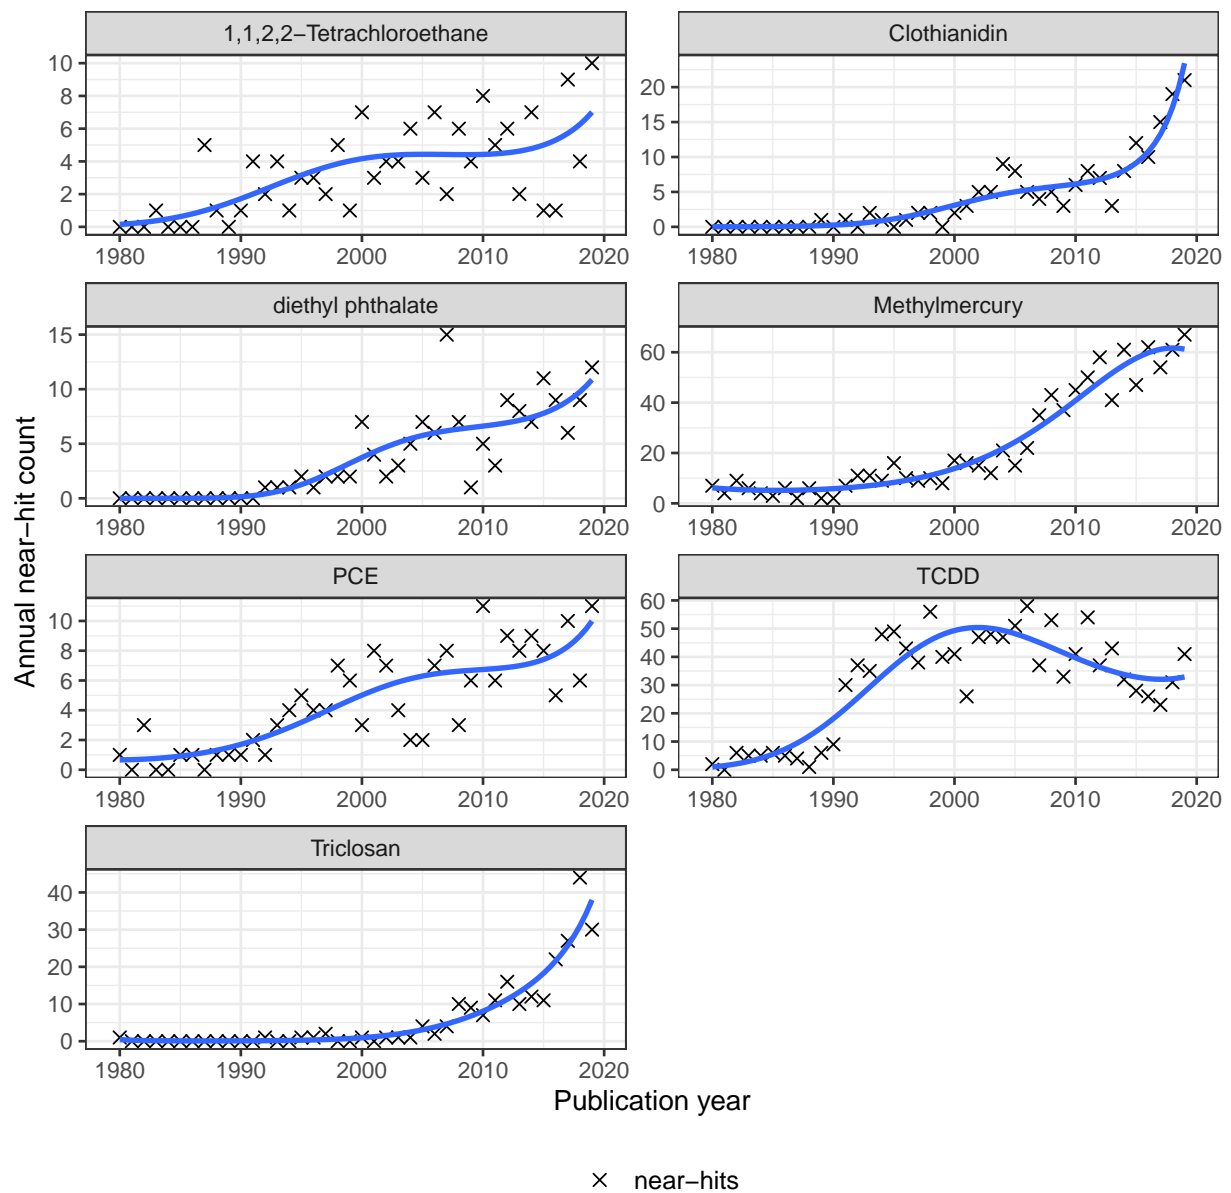 1,1,2,2−Tetrachloroethane
Clothianidin
10
8
6
4
2
0
20
15
10
5
0
1980 1990 2000 2010 2020
1980 1990 2000 2010 2020
diethyl phthalate
Methylmercury
15
10
5
0
60
40
20
0
1980 1990 2000 2010 2020
1980 1990 2000 2010 2020
Annual near−hit count
PCE
TCDD
10
8
6
4
2
0
60
50
40
30
20
10
0
1980 1990 2000 2010 2020
1980 1990 2000 2010 2020
Triclosan
40
30
20
10
0
1980 1990 2000 2010 2020
Publication year
near−hits